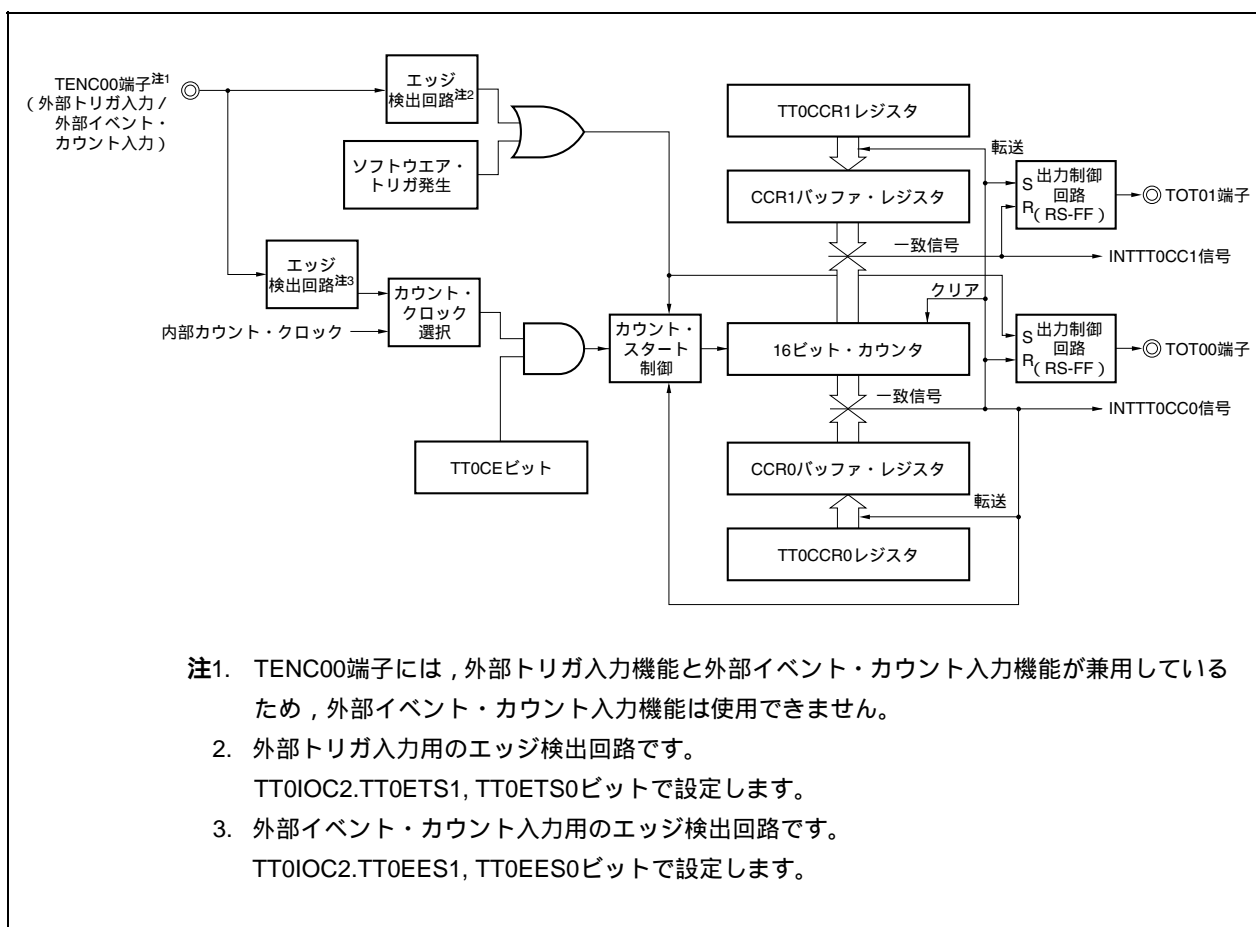 TENC00端子注1
(外部トリガ入力/
外部イベント・
カウント入力)
エッジ
検出回路注2
ソフトウエア・
トリガ発生
エッジ
検出回路注3
内部カウント・クロック
カウント・
クロック
選択
TT0CEビット
カウント・
スタート
制御
TT0CCR1レジスタ
転送
CCR1バッファ・レジスタ
一致信号
クリア
16ビット・カウンタ
一致信号
CCR0バッファ・レジスタ
転送
TT0CCR0レジスタ
S 出力制御
回路
R (RS-FF)
TOT01端子
INTTT0CC1信号
S 出力制御
回路
R (RS-FF)
TOT00端子
INTTT0CC0信号
注1. TENC00端子には,外部トリガ入力機能と外部イベント・カウント入力機能が兼用している
ため,外部イベント・カウント入力機能は使用できません。
2. 外部トリガ入力用のエッジ検出回路です。
TT0IOC2.TT0ETS1, TT0ETS0ビットで設定します。
3. 外部イベント・カウント入力用のエッジ検出回路です。
TT0IOC2.TT0EES1, TT0EES0ビットで設定します。